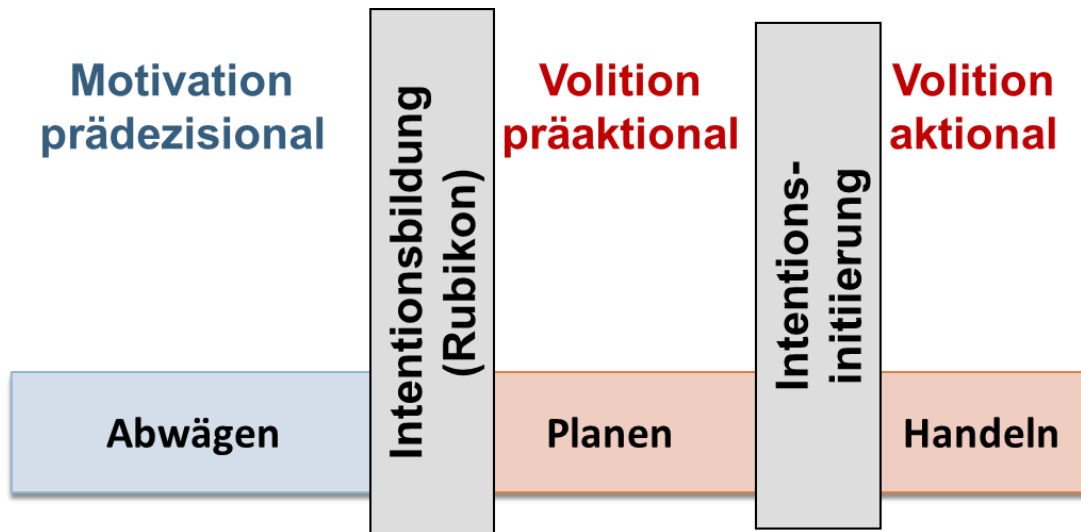 Motivation
prädezisional
Intentionsbildung
(Rubikon)
Volition
präaktional
Intentions-
initiierung
Volition
aktional
Abwägen
Planen
Handeln